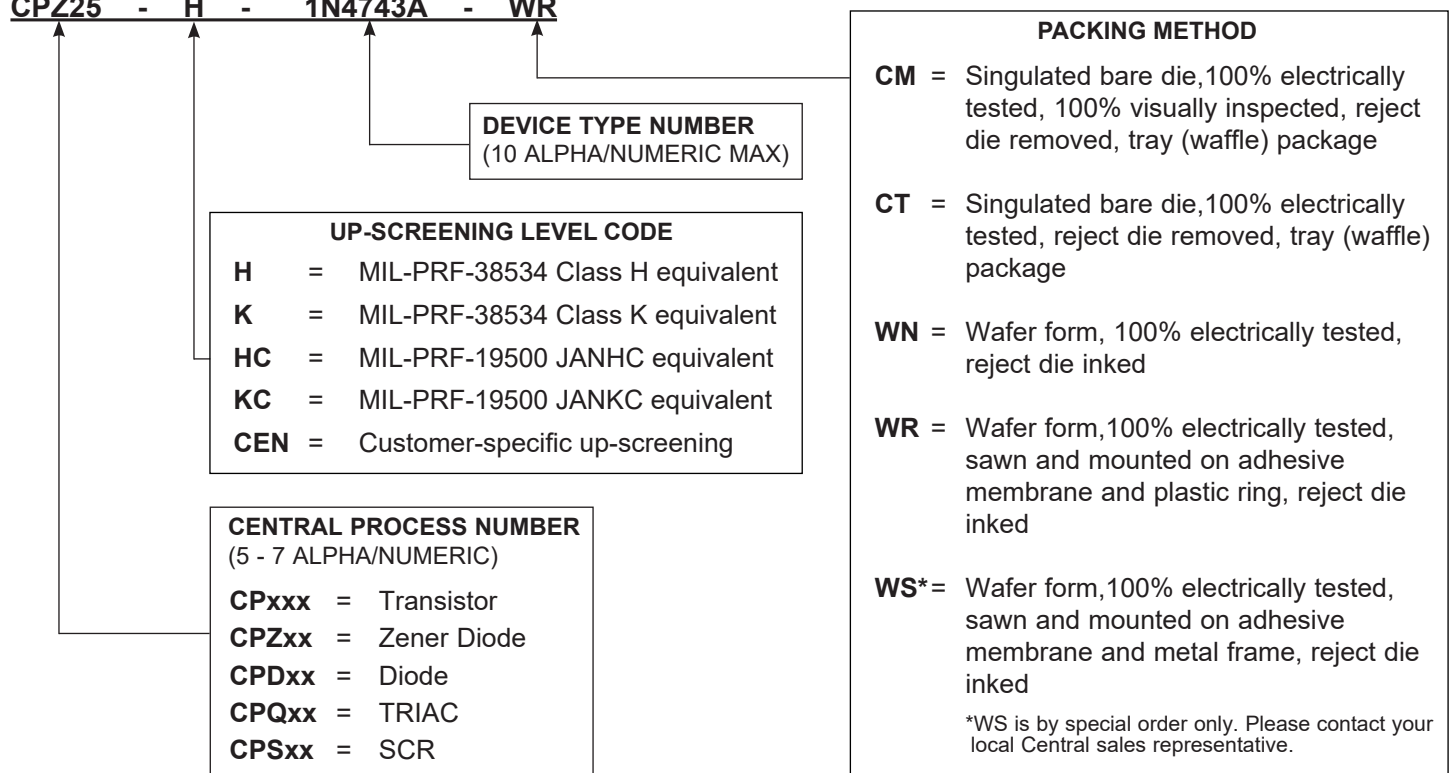 CPZ25 - H - 1N4743A - WR
DEVICE TYPE NUMBER
(10 ALPHA/NUMERIC MAX)
UP-SCREENING LEVEL CODE
H = MIL-PRF-38534 Class H equivalent
K = MIL-PRF-38534 Class K equivalent
HC = MIL-PRF-19500 JANHC equivalent
KC = MIL-PRF-19500 JANKC equivalent
CEN = Customer-specific up-screening
CENTRAL PROCESS NUMBER
(5 - 7 ALPHA/NUMERIC)
CPxxx = Transistor
CPZxx = Zener Diode
CPDxx = Diode
CPQxx = TRIAC
CPSxx = SCR
PACKING METHOD
CM = Singulated bare die,100% electrically
tested, 100% visually inspected, reject
die removed, tray (waffle) package
CT = Singulated bare die,100% electrically
tested, reject die removed, tray (waffle)
package
WN = Wafer form, 100% electrically tested,
reject die inked
WR = Wafer form,100% electrically tested,
sawn and mounted on adhesive
membrane and plastic ring, reject die
inked
WS*= Wafer form,100% electrically tested,
sawn and mounted on adhesive
membrane and metal frame, reject die
inked
*WS is by special order only. Please contact your
local Central sales representative.